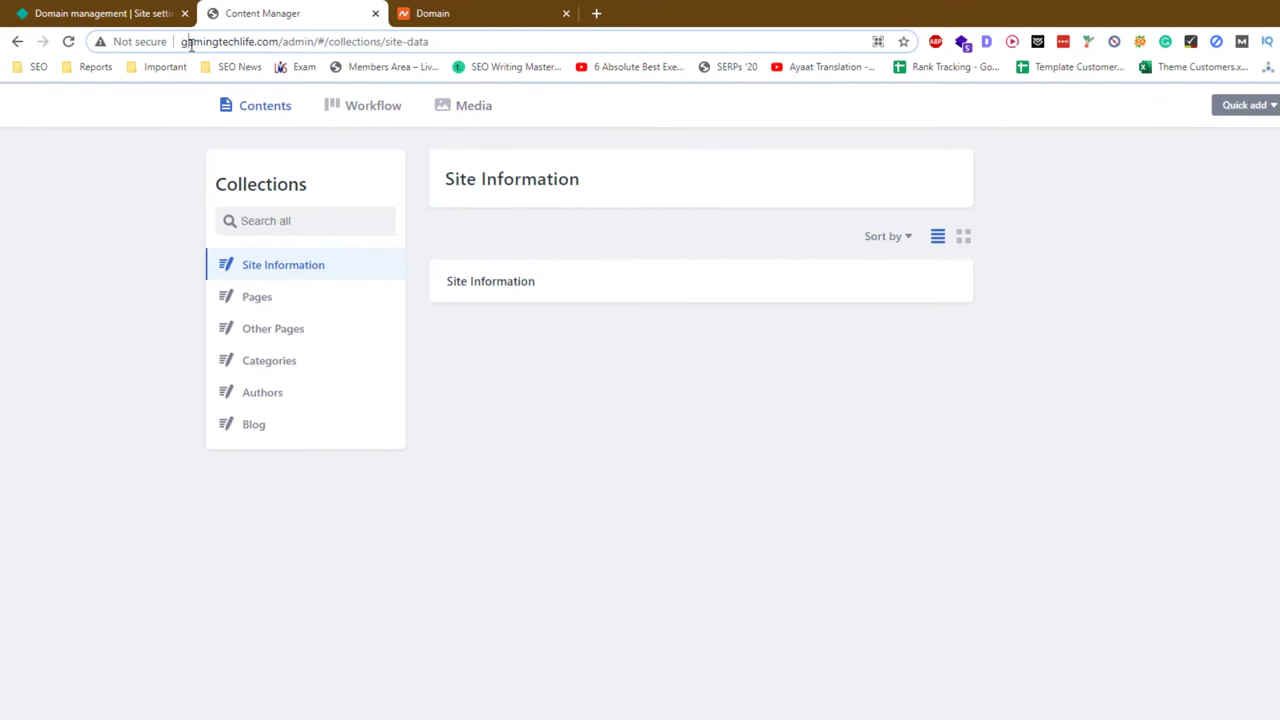 Domain management | Site setti
Content Manager
Domain
Not secure
gamingtechlife.com/admin/#/collections/site-data
SEO
Reports
Important
SEO News
Exam
Members Area – Liv...
SEO Writing Master...
6 Absolute Best Exe...
SERPs '20
Ayaat Translation -...
Rank Tracking - Go...
Template Customer...
Theme Customers.x...
Contents
Workflow
Media
Quick add
Collections
Search all
Site Information
Pages
Other Pages
Categories
Authors
Blog
Site Information
Sort by
Site Information